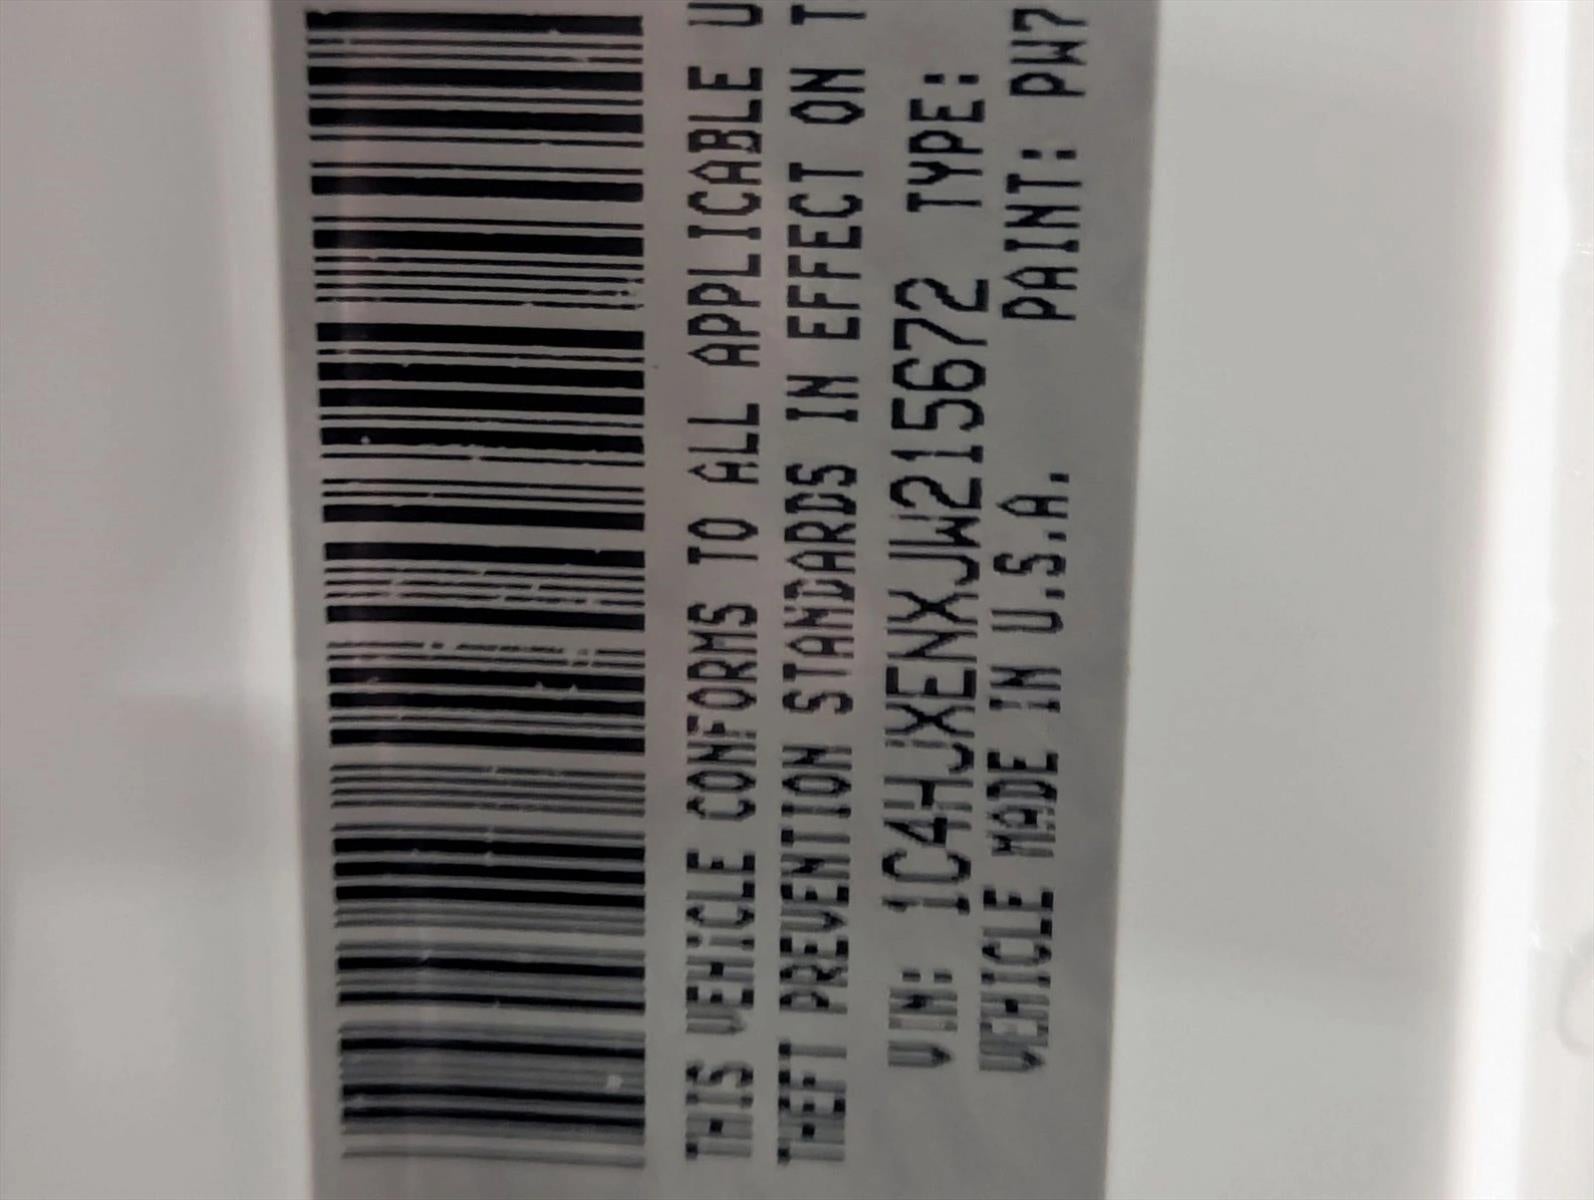 THIS VEHICLE CONFORMS TO ALL APPLICABLE U
THEFT PREVENTION STANDARDS IN EFFECT ON T
VIN: 1C4HJXENXJW215672 TYPE:
VEHICLE MADE IN U.S.A. PAINT: PW7